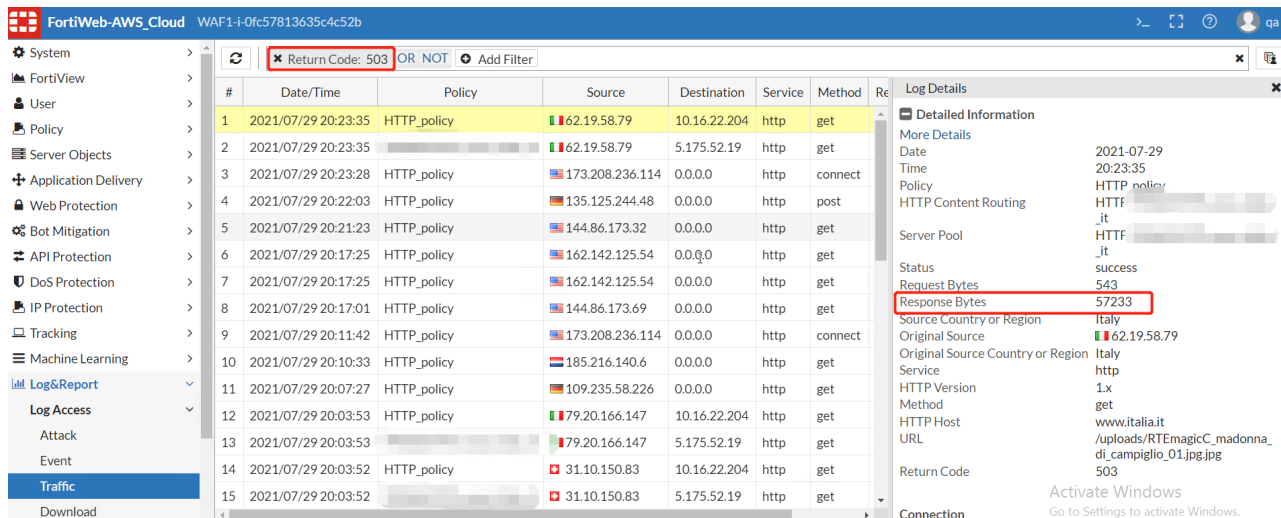 FortiWeb-AWS_Cloud WAF1-i-0fc57813635c4c52b >_ qa
System
FortiView
User
Policy
Server Objects
Application Delivery
Web Protection
Bot Mitigation
API Protection
DoS Protection
IP Protection
Tracking
Machine Learning
Log&Report
Log Access
Attack
Event
Traffic
Download
Return Code: 503 OR NOT Add Filter
# Date/Time Policy Source Destination Service Method Re
1 2021/07/29 20:23:35 HTTP_policy 62.19.58.79 10.16.22.204 http get
2 2021/07/29 20:23:35 62.19.58.79 5.175.52.19 http get
3 2021/07/29 20:23:28 HTTP_policy 173.208.236.114 0.0.0.0 http connect
4 2021/07/29 20:22:03 HTTP_policy 135.125.244.48 0.0.0.0 http post
5 2021/07/29 20:21:23 HTTP_policy 144.86.173.32 0.0.0.0 http get
6 2021/07/29 20:17:25 HTTP_policy 162.142.125.54 0.0.0.0 http get
7 2021/07/29 20:17:25 HTTP_policy 162.142.125.54 0.0.0.0 http get
8 2021/07/29 20:17:01 HTTP_policy 144.86.173.69 0.0.0.0 http get
9 2021/07/29 20:11:42 HTTP_policy 173.208.236.114 0.0.0.0 http connect
10 2021/07/29 20:10:33 HTTP_policy 185.216.140.6 0.0.0.0 http get
11 2021/07/29 20:07:27 HTTP_policy 109.235.58.226 0.0.0.0 http get
12 2021/07/29 20:03:53 HTTP_policy 79.20.166.147 10.16.22.204 http get
13 2021/07/29 20:03:53 79.20.166.147 5.175.52.19 http get
14 2021/07/29 20:03:52 HTTP_policy 31.10.150.83 10.16.22.204 http get
15 2021/07/29 20:03:52 31.10.150.83 5.175.52.19 http get
Log Details
Detailed Information
More Details
Date 2021-07-29
Time 20:23:35
Policy HTTP_policy
HTTP Content Routing HTTP
_it
Server Pool HTTP
_it
Status success
Request Bytes 543
Response Bytes 57233
Source Country or Region Italy
Original Source 62.19.58.79
Original Source Country or Region Italy
Service http
HTTP Version 1.x
Method get
HTTP Host www.italia.it
URL /uploads/RTEmagicC_madonna_
di_campiglio_01.jpg.jpg
Return Code 503
Connection
Activate Windows
Go to Settings to activate Windows.